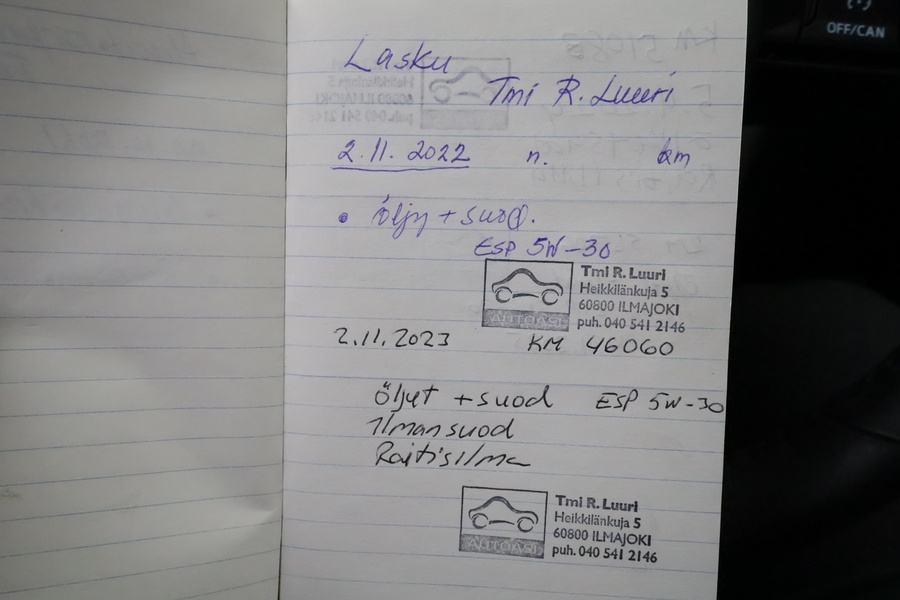 Lasku
Tmi R. Luuri
2.11.2022 n. km
öljy + suod.
ESP 5W-30
Tmi R. Luuri
Heikkilänkuja 5
60800 ILMAJOKI
puh. 040 541 2146
AUTOASI
2.11.2023 KM 46060
öljyt + suod ESP 5W-30
Ilmansuod
Raitisilma
Tmi R. Luuri
Heikkilänkuja 5
60800 ILMAJOKI
puh. 040 541 2146
AUTOASI
OFF/CAN